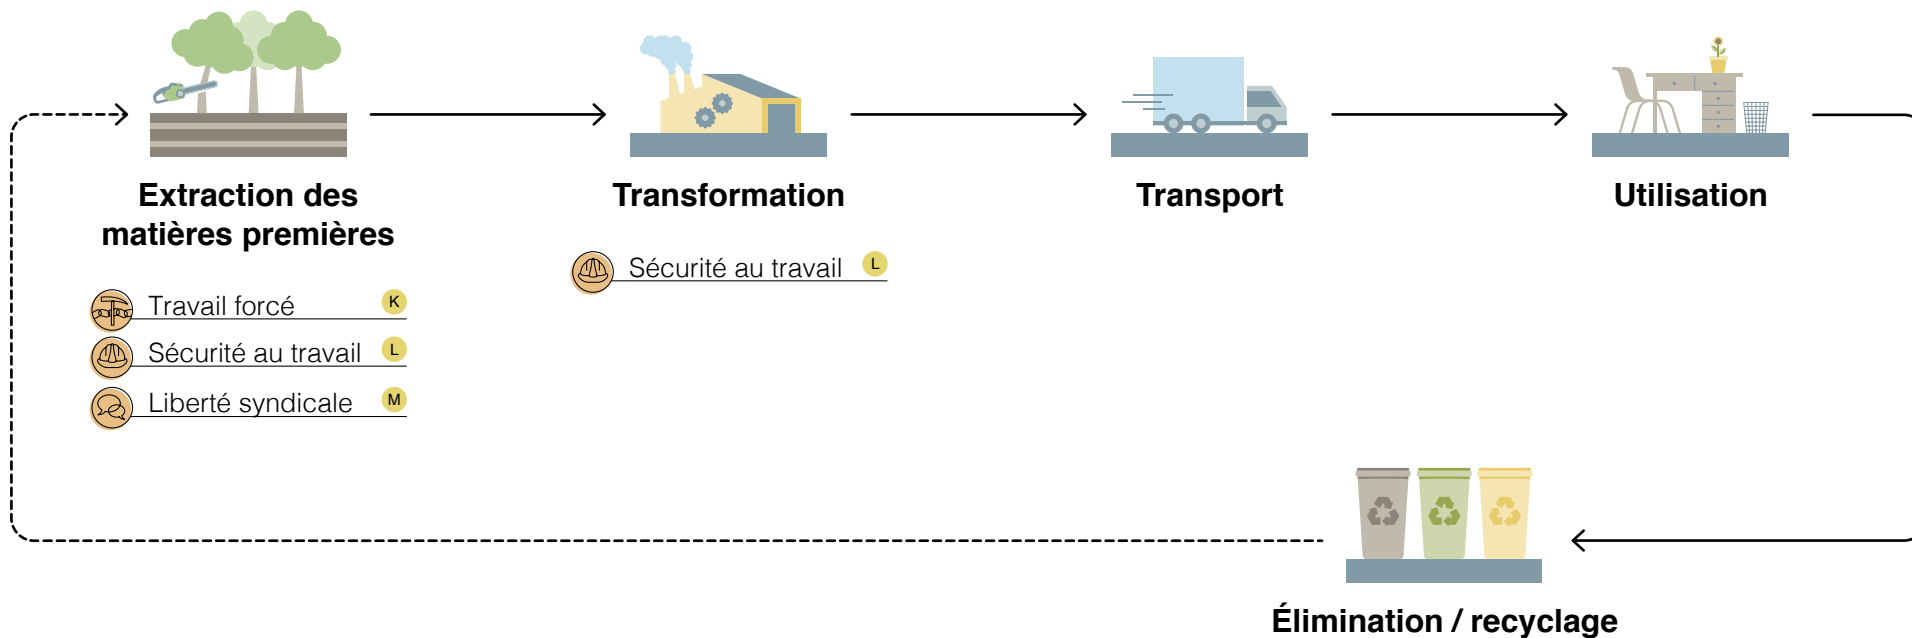 Extraction des
matières premières
Travail forcé K
Sécurité au travail L
Liberté syndicale M
Transformation
Sécurité au travail L
Transport
Utilisation
Élimination / recyclage